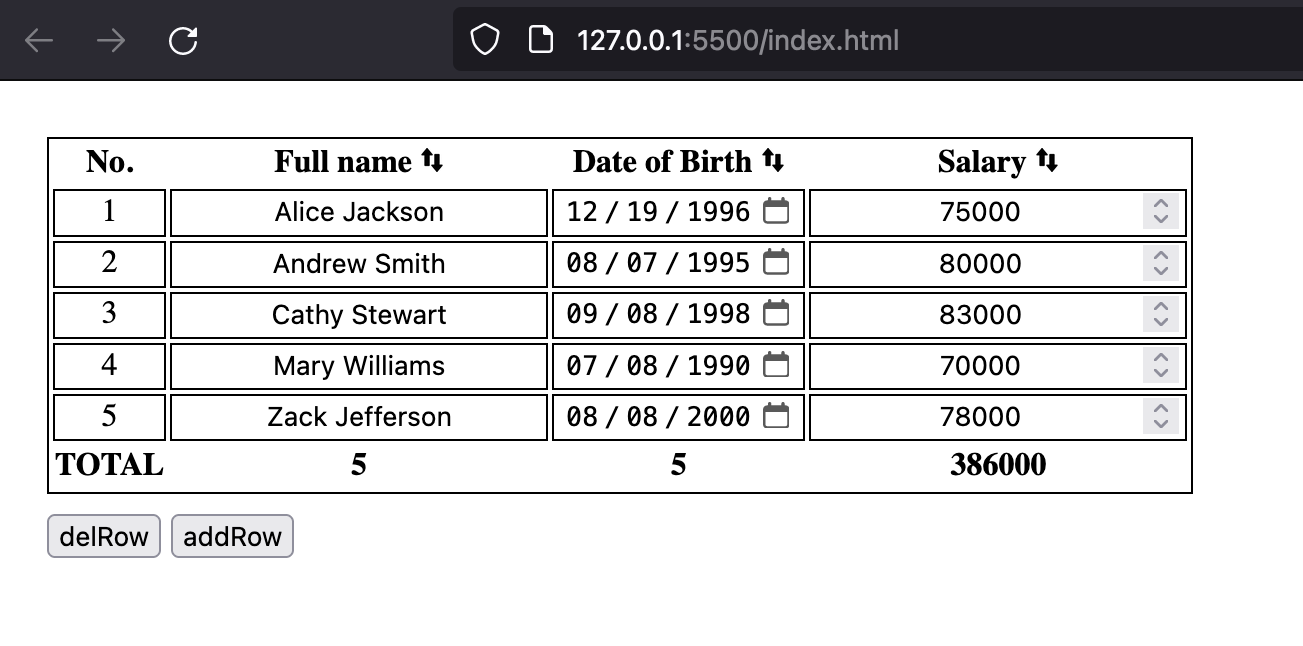 127.0.0.1:5500/index.html
No. Full name Date of Birth Salary
1 Alice Jackson 12 / 19 / 1996 75000
2 Andrew Smith 08 / 07 / 1995 80000
3 Cathy Stewart 09 / 08 / 1998 83000
4 Mary Williams 07 / 08 / 1990 70000
5 Zack Jefferson 08 / 08 / 2000 78000
TOTAL 5 5 386000
delRow addRow